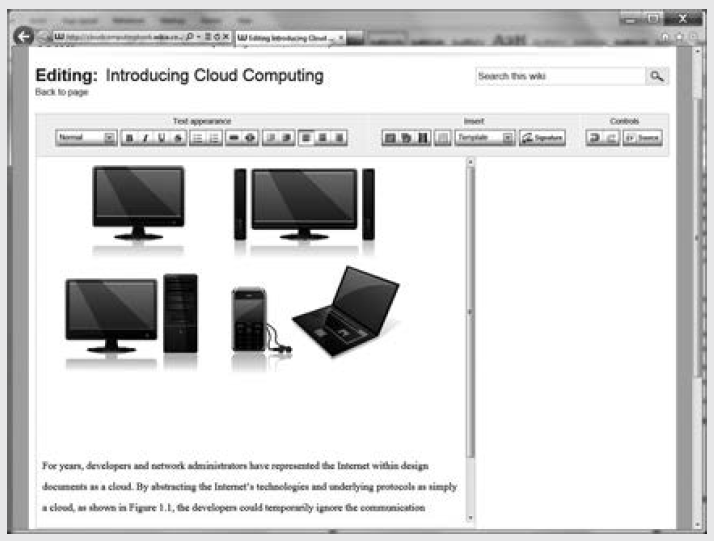 Editing Introducing Cloud ...
Editing: Introducing Cloud Computing
Search this wiki
Back to page
Text appearance
Insert
Controls
Normal
B I U S
Template
Signature
Source
For years, developers and network administrators have represented the Internet within design
documents as a cloud. By abstracting the Internet's technologies and underlying protocols as simply
a cloud, as shown in Figure 1.1, the developers could temporarily ignore the communication